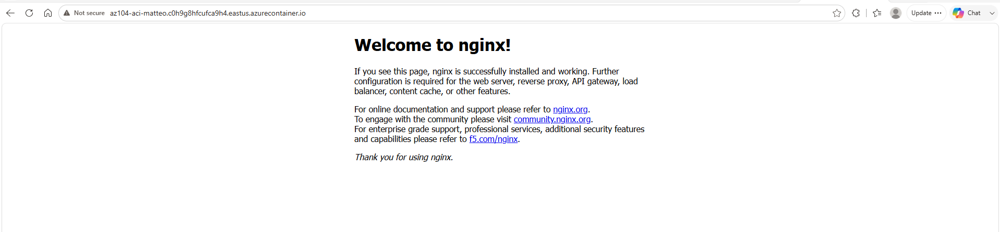 Not secure az104-aci-matteo.c0h9g8hfcufca9h4.eastus.azurecontainer.io Update Chat
Welcome to nginx!
If you see this page, nginx is successfully installed and working. Further
configuration is required for the web server, reverse proxy, API gateway, load
balancer, content cache, or other features.
For online documentation and support please refer to nginx.org.
To engage with the community please visit community.nginx.org.
For enterprise grade support, professional services, additional security features
and capabilities please refer to f5.com/nginx.
Thank you for using nginx.